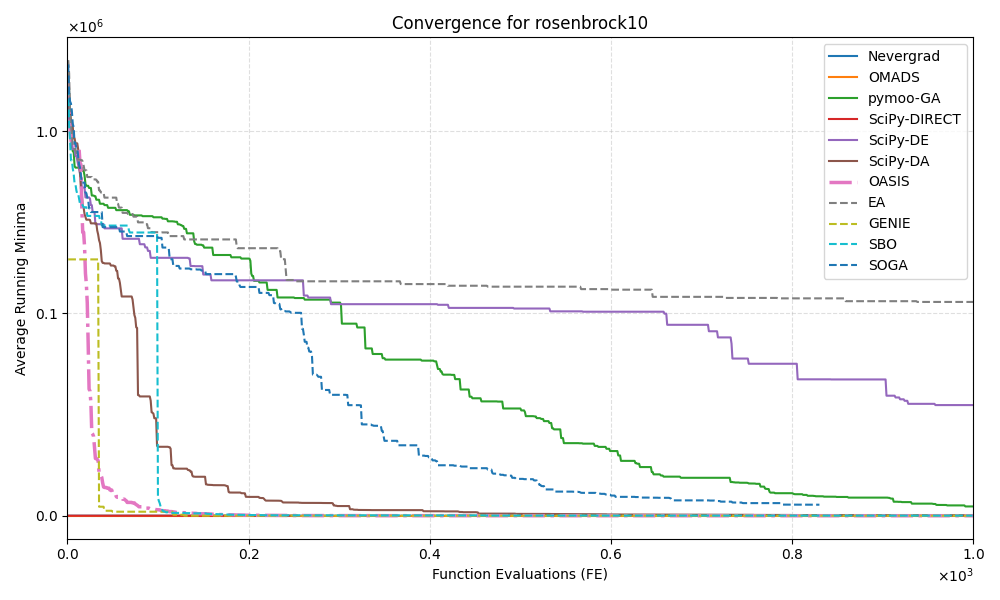 Convergence for rosenbrock10
×10⁶
Average Running Minima
1.0
0.1
0.0
0.0
0.2
0.4
0.6
0.8
1.0
Function Evaluations (FE)
×10³
Nevergrad
OMADS
pymoo-GA
SciPy-DIRECT
SciPy-DE
SciPy-DA
OASIS
EA
GENIE
SBO
SOGA